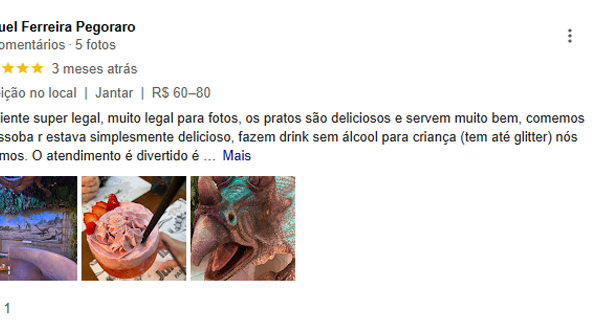 uel Ferreira Pegoraro
omentários · 5 fotos
3 meses atrás
ição no local | Jantar | R$ 60–80
iente super legal, muito legal para fotos, os pratos são deliciosos e servem muito bem, comemos
ssoba r estava simplesmente delicioso, fazem drink sem álcool para criança (tem até glitter) nós
mos. O atendimento é divertido é … Mais
1